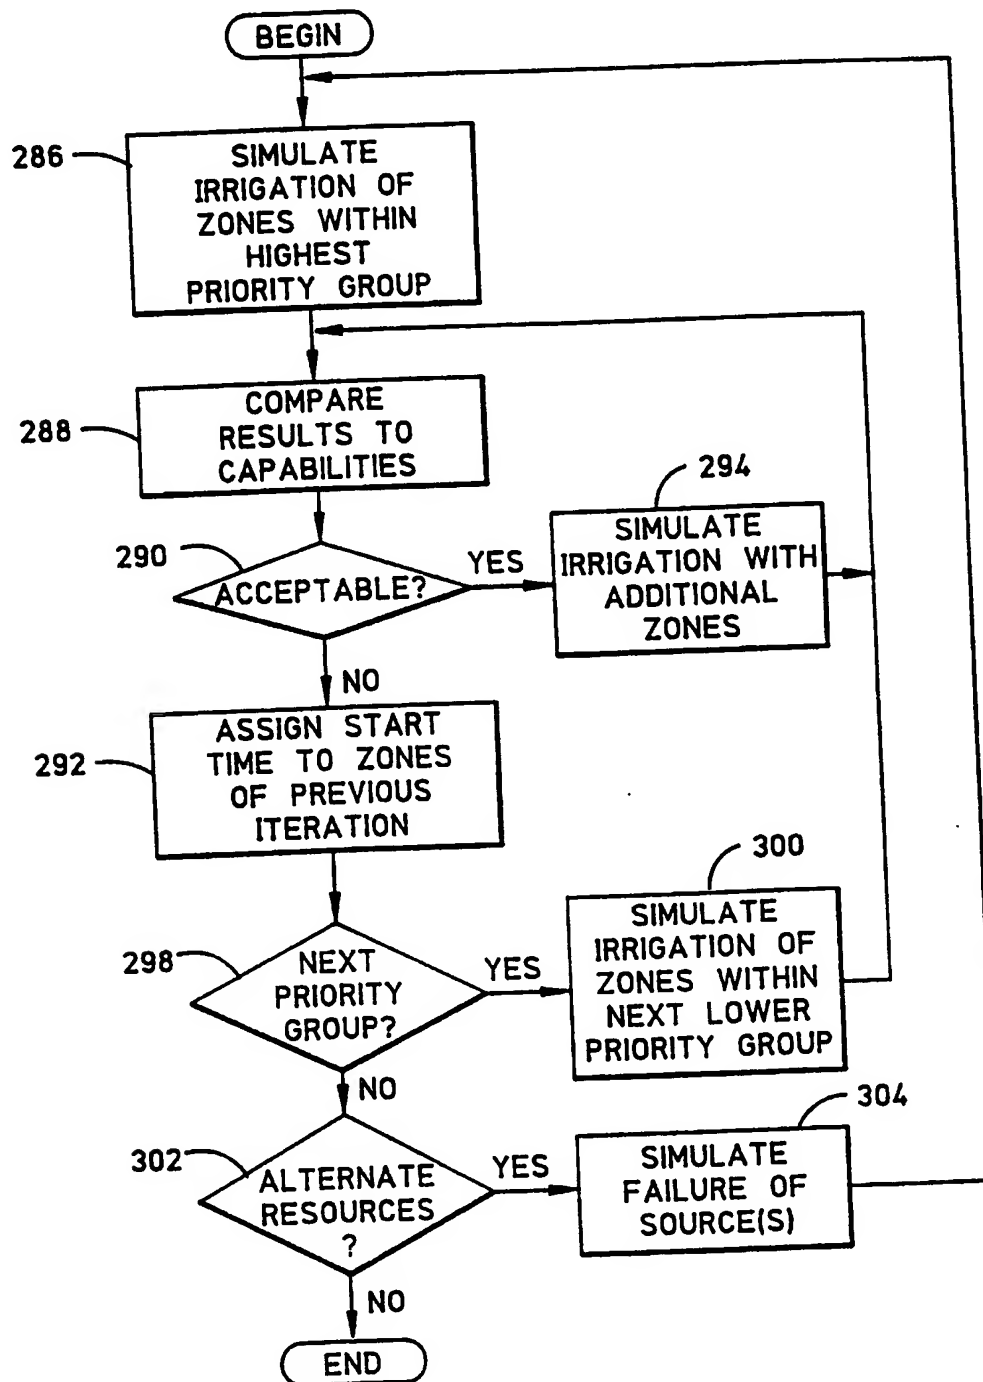 BEGIN
286
SIMULATE
IRRIGATION OF
ZONES WITHIN
HIGHEST
PRIORITY GROUP
288
COMPARE
RESULTS TO
CAPABILITIES
290
ACCEPTABLE?
YES
294
SIMULATE
IRRIGATION WITH
ADDITIONAL
ZONES
NO
292
ASSIGN START
TIME TO ZONES
OF PREVIOUS
ITERATION
298
NEXT
PRIORITY
GROUP?
YES
300
SIMULATE
IRRIGATION OF
ZONES WITHIN
NEXT LOWER
PRIORITY GROUP
NO
302
ALTERNATE
RESOURCES
?
YES
304
SIMULATE
FAILURE OF
SOURCE(S)
NO
END